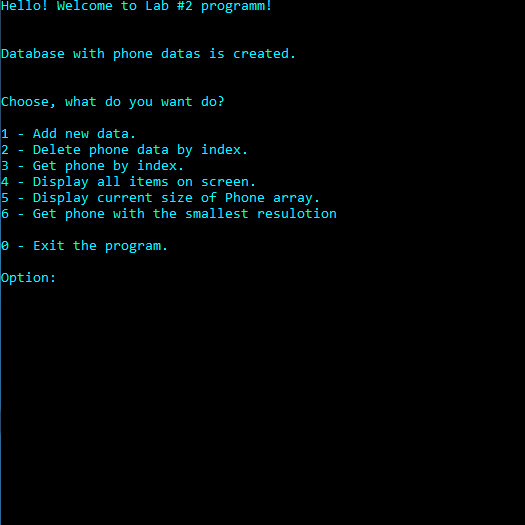 Hello! Welcome to Lab #2 programm!
Database with phone datas is created.
Choose, what do you want do?
1 - Add new data.
2 - Delete phone data by index.
3 - Get phone by index.
4 - Display all items on screen.
5 - Display current size of Phone array.
6 - Get phone with the smallest resulotion
0 - Exit the program.
Option: